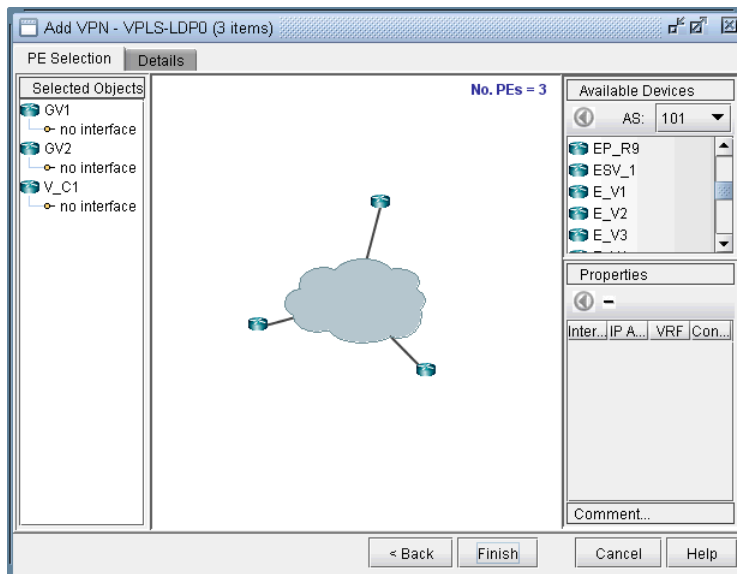 Add VPN - VPLS-LDP0 (3 items)
PE Selection
Details
Selected Objects
GV1
no interface
GV2
no interface
V_C1
no interface
No. PEs = 3
Available Devices
AS: 101
EP_R9
ESV_1
E_V1
E_V2
E_V3
Properties
Inter... IP A... VRF Con...
Comment...
< Back Finish Cancel Help